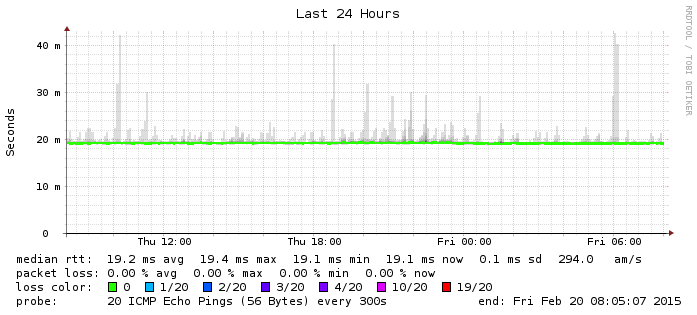 Last 24 Hours
RRDTOOL / TOBI OETIKER
Seconds
40 m
30 m
20 m
10 m
0
Thu 12:00 Thu 18:00 Fri 00:00 Fri 06:00
median rtt: 19.2 ms avg 19.4 ms max 19.1 ms min 19.1 ms now 0.1 ms sd 294.0 am/s
packet loss: 0.00 % avg 0.00 % max 0.00 % min 0.00 % now
loss color: 0 1/20 2/20 3/20 4/20 10/20 19/20
probe: 20 ICMP Echo Pings (56 Bytes) every 300s end: Fri Feb 20 08:05:07 2015